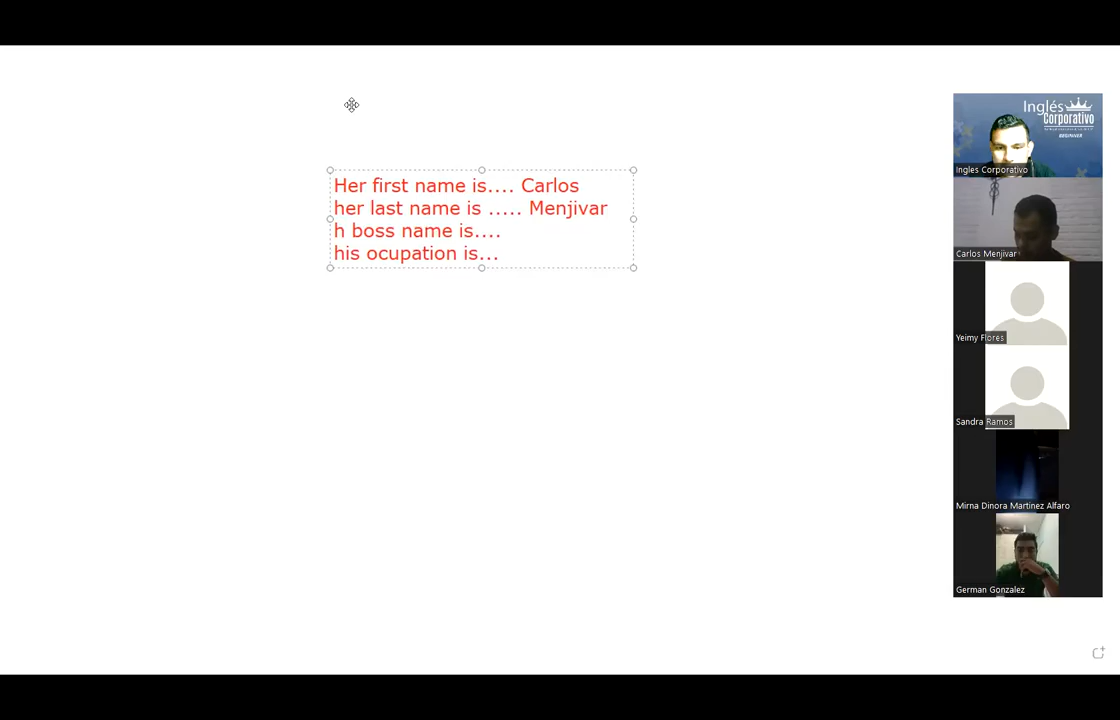 Her first name is.... Carlos
her last name is ..... Menjivar
h boss name is....
his ocupation is...
Inglés
Corporativo
BEGINNER
Ingles Corporativo
Carlos Menjivar
Yeimy Flores
Sandra Ramos
Mirna Dinora Martinez Alfaro
German Gonzalez